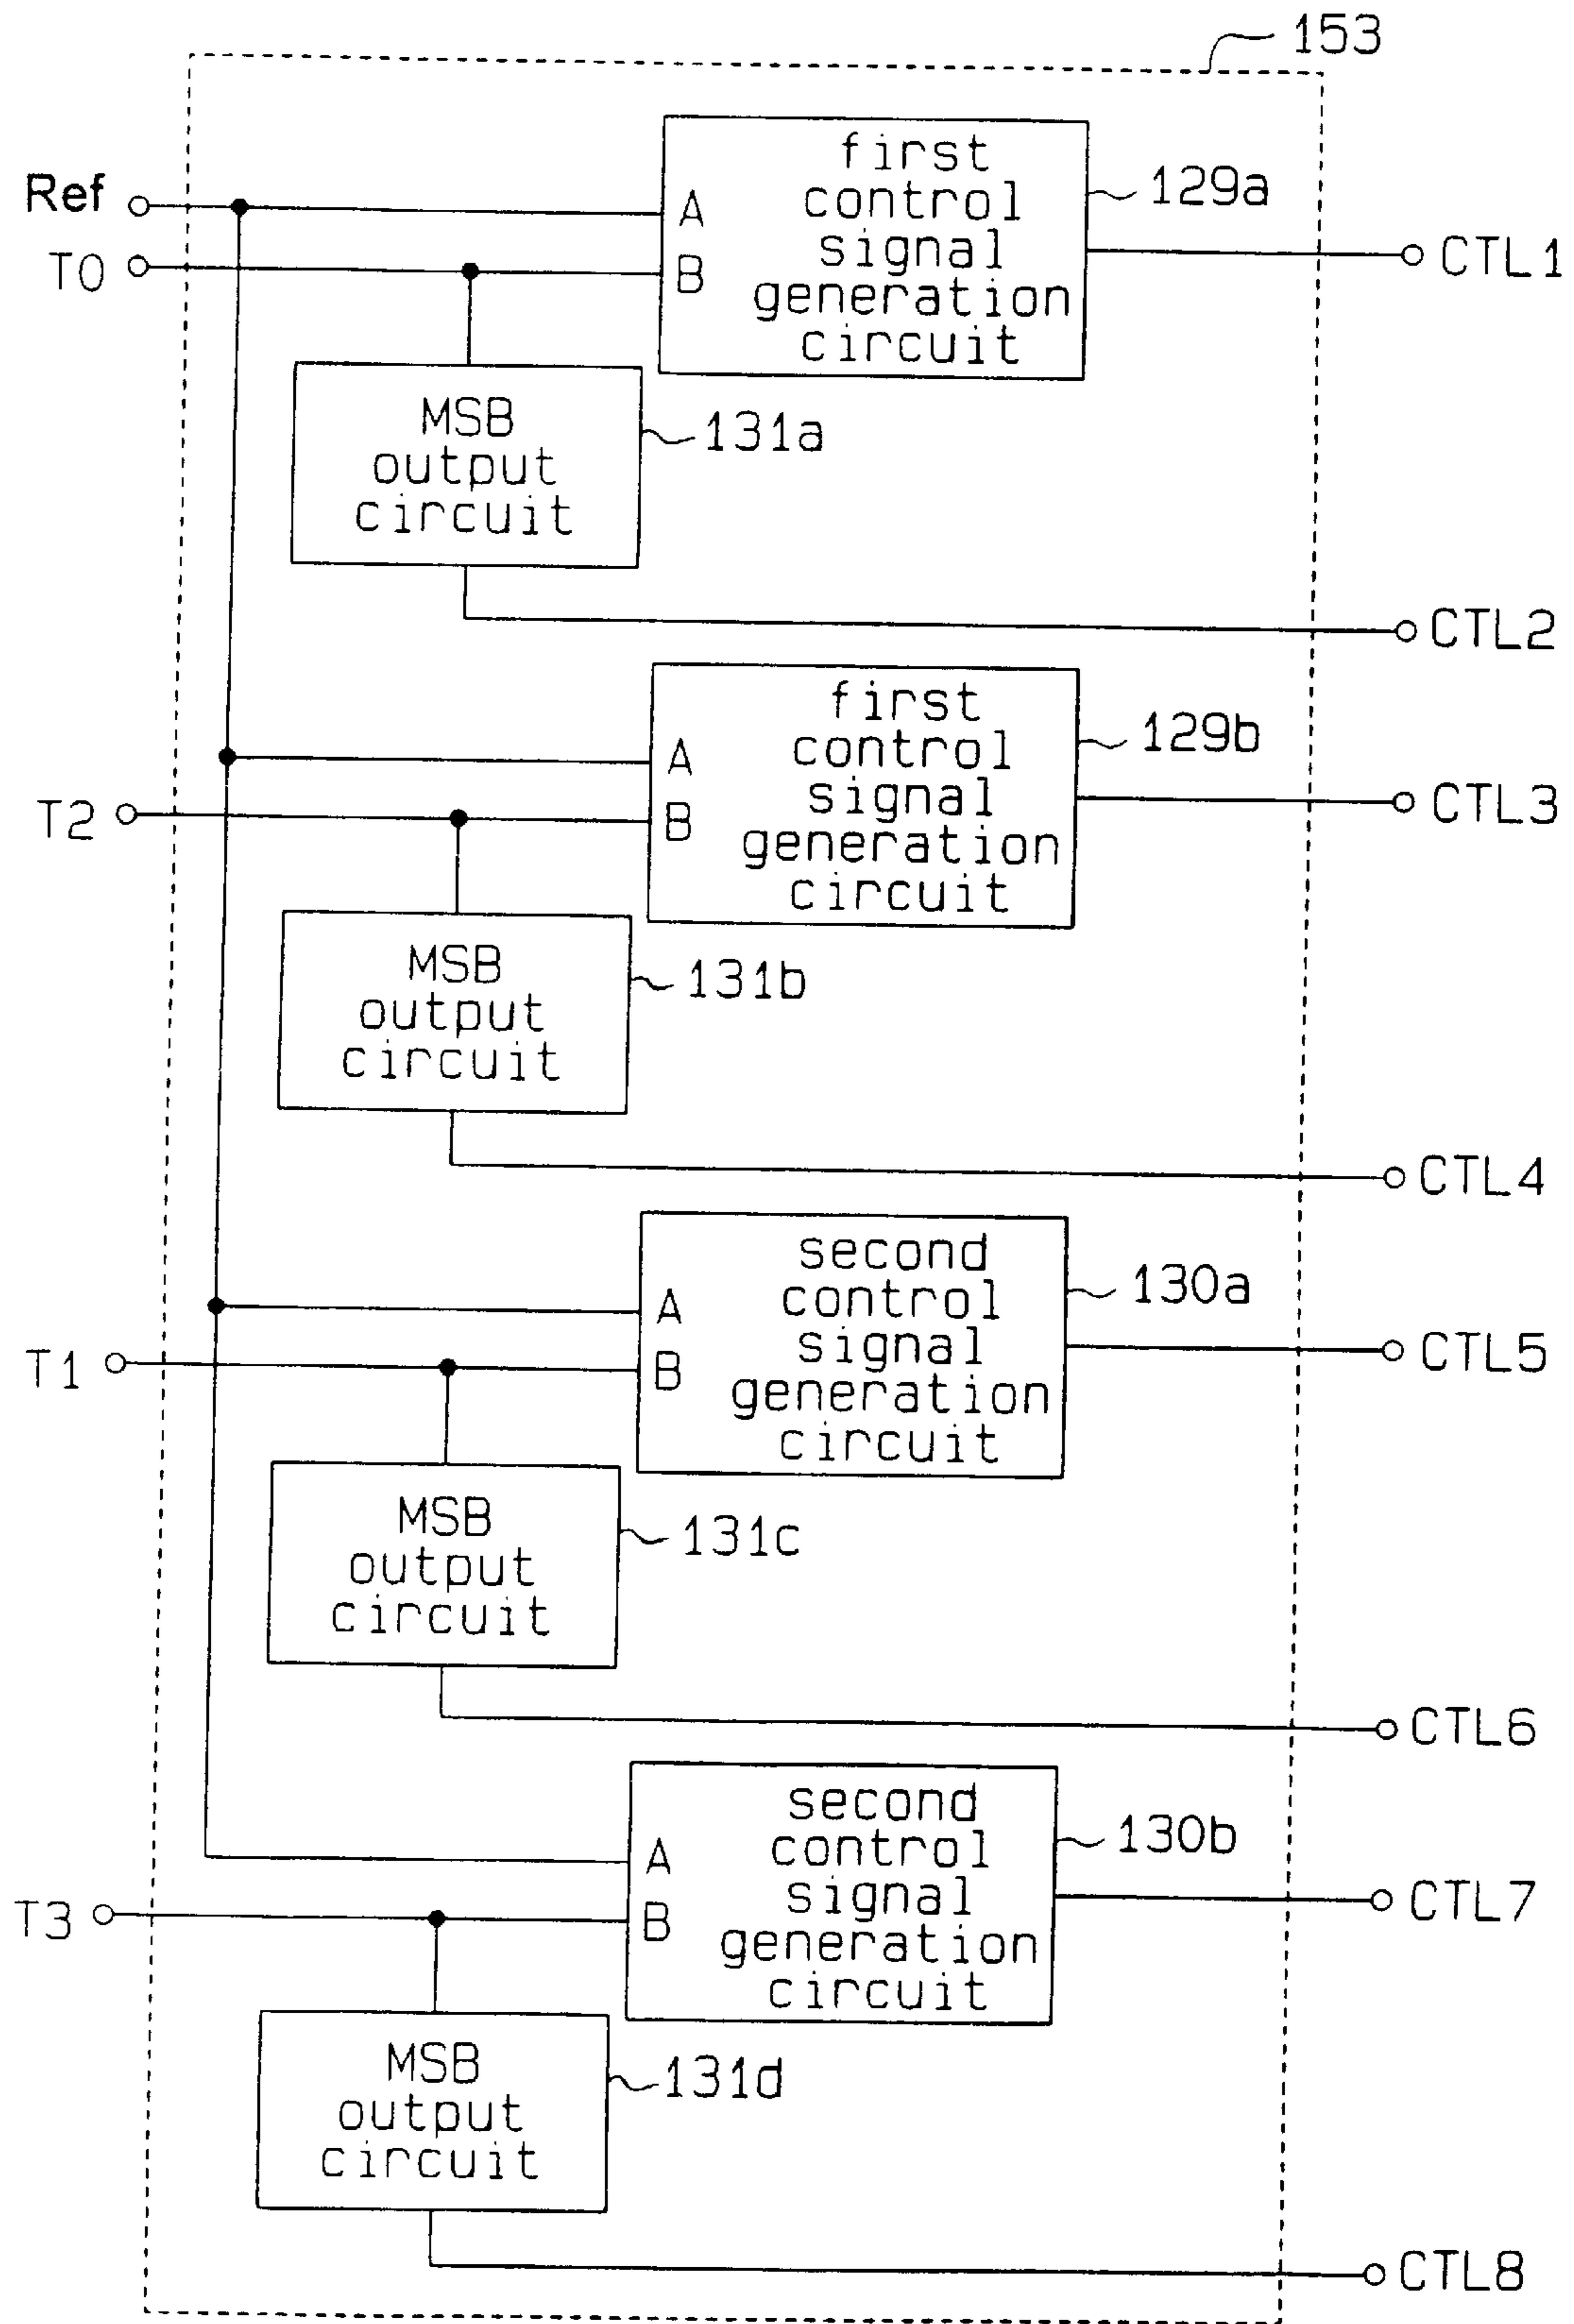 153
first
control
signal
generation
circuit
129a
Ref
A
T0
B
CTL1
MSB
output
circuit
131a
CTL2
first
control
signal
generation
circuit
129b
A
T2
B
CTL3
MSB
output
circuit
131b
CTL4
second
control
signal
generation
circuit
130a
A
T1
B
CTL5
MSB
output
circuit
131c
CTL6
second
control
signal
generation
circuit
130b
A
T3
B
CTL7
MSB
output
circuit
131d
CTL8